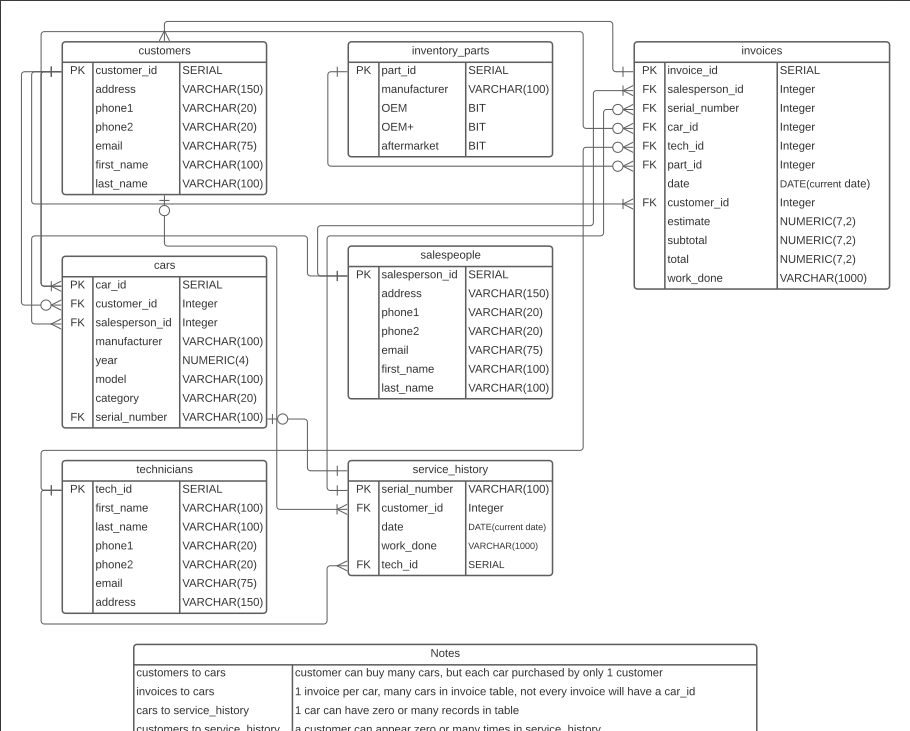 customers
PK customer_id SERIAL
address VARCHAR(150)
phone1 VARCHAR(20)
phone2 VARCHAR(20)
email VARCHAR(75)
first_name VARCHAR(100)
last_name VARCHAR(100)
inventory_parts
PK part_id SERIAL
manufacturer VARCHAR(100)
OEM BIT
OEM+ BIT
aftermarket BIT
invoices
PK invoice_id SERIAL
FK salesperson_id Integer
FK serial_number Integer
FK car_id Integer
FK tech_id Integer
FK part_id Integer
date DATE(current date)
FK customer_id Integer
estimate NUMERIC(7,2)
subtotal NUMERIC(7,2)
total NUMERIC(7,2)
work_done VARCHAR(1000)
cars
PK car_id SERIAL
FK customer_id Integer
FK salesperson_id Integer
manufacturer VARCHAR(100)
year NUMERIC(4)
model VARCHAR(100)
category VARCHAR(20)
FK serial_number VARCHAR(100)
salespeople
PK salesperson_id SERIAL
address VARCHAR(150)
phone1 VARCHAR(20)
phone2 VARCHAR(20)
email VARCHAR(75)
first_name VARCHAR(100)
last_name VARCHAR(100)
technicians
PK tech_id SERIAL
first_name VARCHAR(100)
last_name VARCHAR(100)
phone1 VARCHAR(20)
phone2 VARCHAR(20)
email VARCHAR(75)
address VARCHAR(150)
service_history
PK serial_number VARCHAR(100)
FK customer_id Integer
date DATE(current date)
work_done VARCHAR(1000)
FK tech_id SERIAL
Notes
customers to cars customer can buy many cars, but each car purchased by only 1 customer
invoices to cars 1 invoice per car, many cars in invoice table, not every invoice will have a car_id
cars to service_history 1 car can have zero or many records in table
customers to service_history a customer can appear zero or many times in service_history